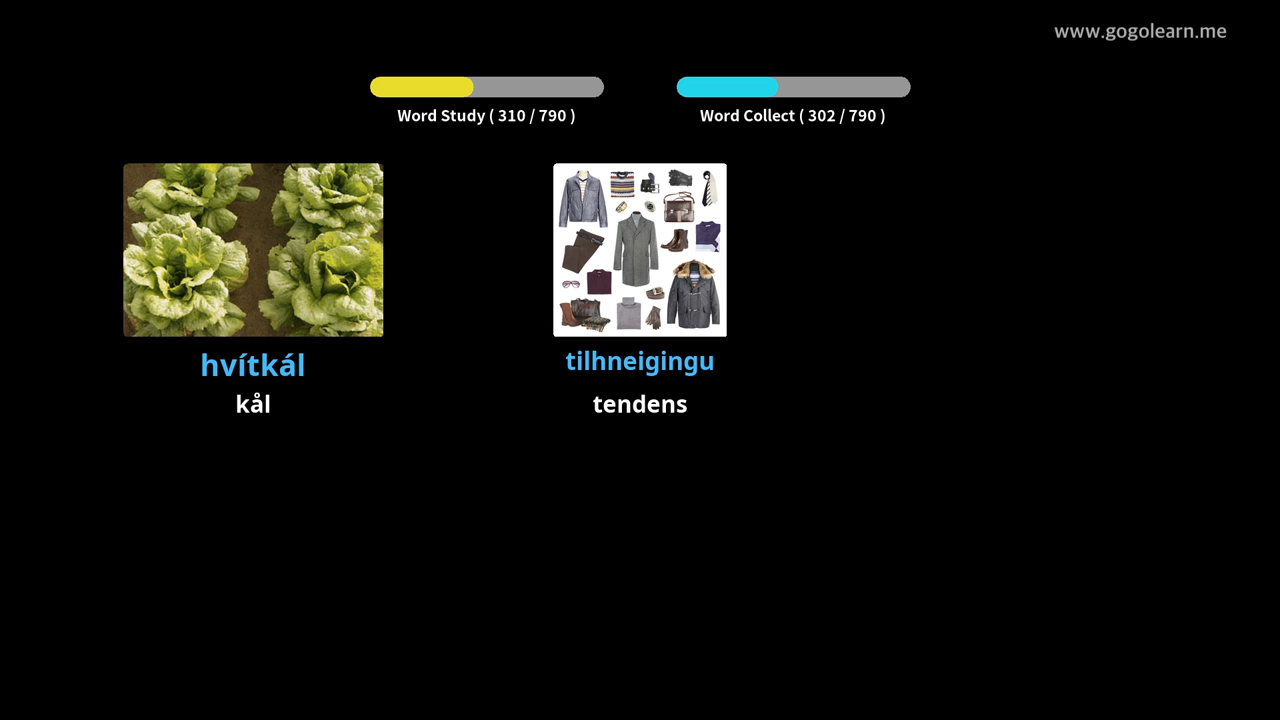 www.gogolearn.me
Word Study ( 310 / 790 )
Word Collect ( 302 / 790 )
hvítkál
kål
tilhneigingu
tendens